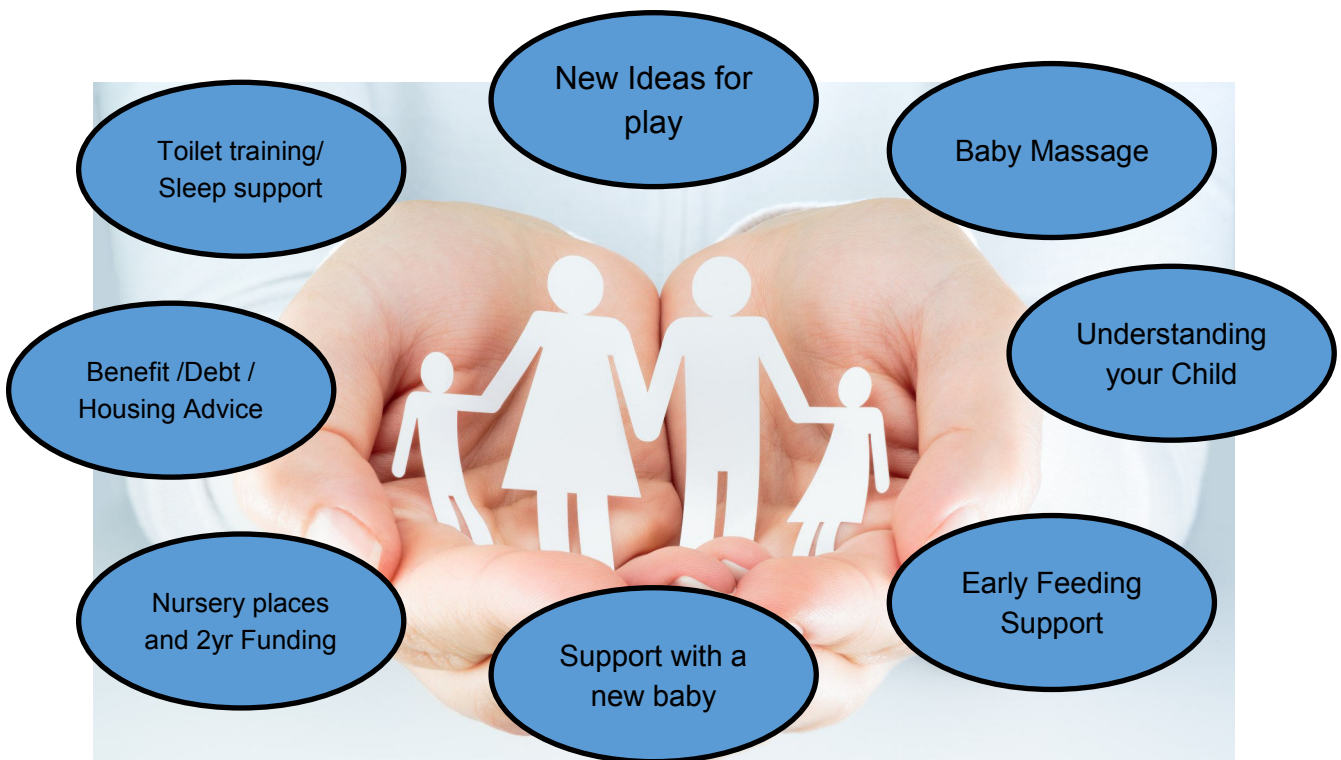 New Ideas for
play
Toilet training/
Sleep support
Baby Massage
Benefit /Debt /
Housing Advice
Understanding
your Child
Nursery places
and 2yr Funding
Support with a
new baby
Early Feeding
Support